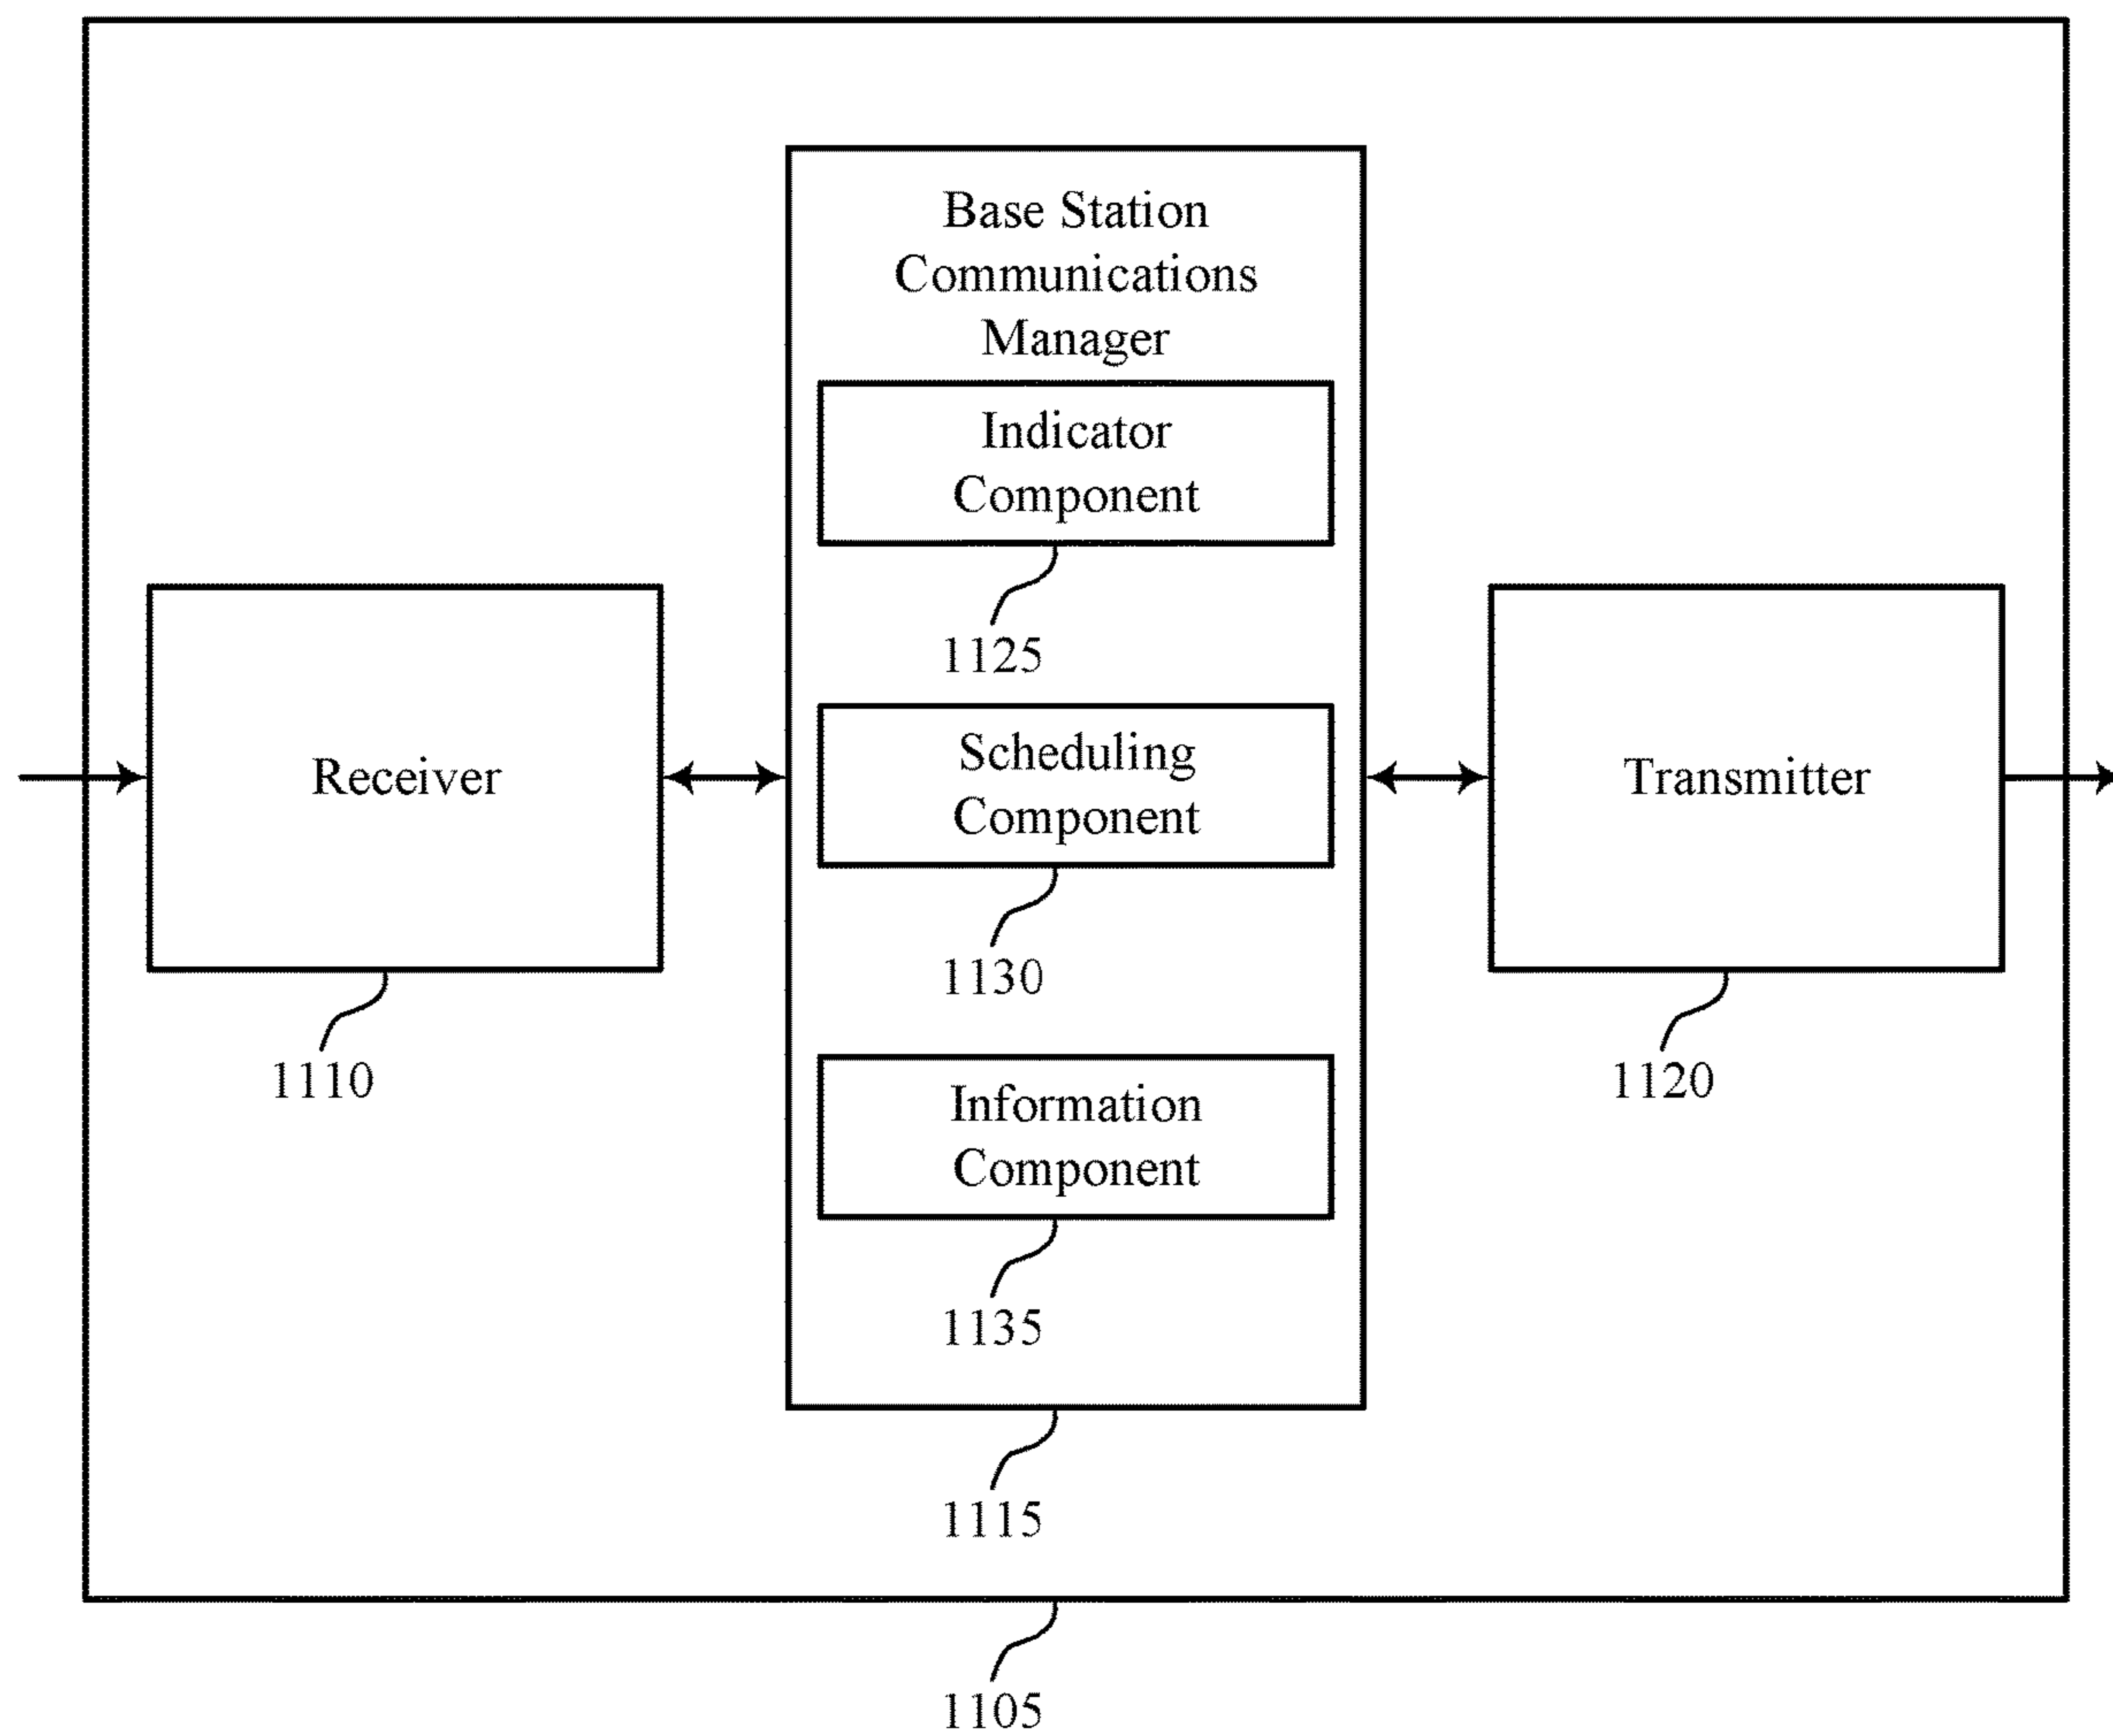 Base Station
Communications
Manager
Indicator
Component
1125
Receiver
1110
Scheduling
Component
1130
Transmitter
1120
Information
Component
1135
1115
1105